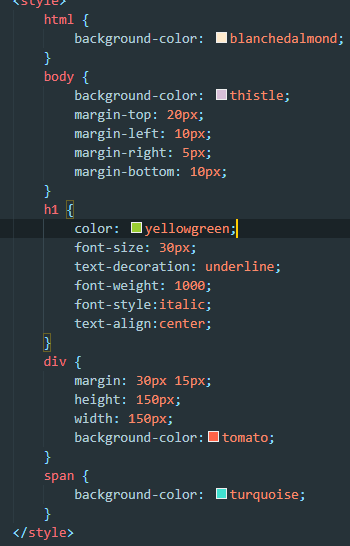 <style>
html {
background-color: blanchedalmond;
}
body {
background-color: thistle;
margin-top: 20px;
margin-left: 10px;
margin-right: 5px;
margin-bottom: 10px;
}
h1 {
color: yellowgreen;
font-size: 30px;
text-decoration: underline;
font-weight: 1000;
font-style:italic;
text-align:center;
}
div {
margin: 30px 15px;
height: 150px;
width: 150px;
background-color:tomato;
}
span {
background-color: turquoise;
}
</style>